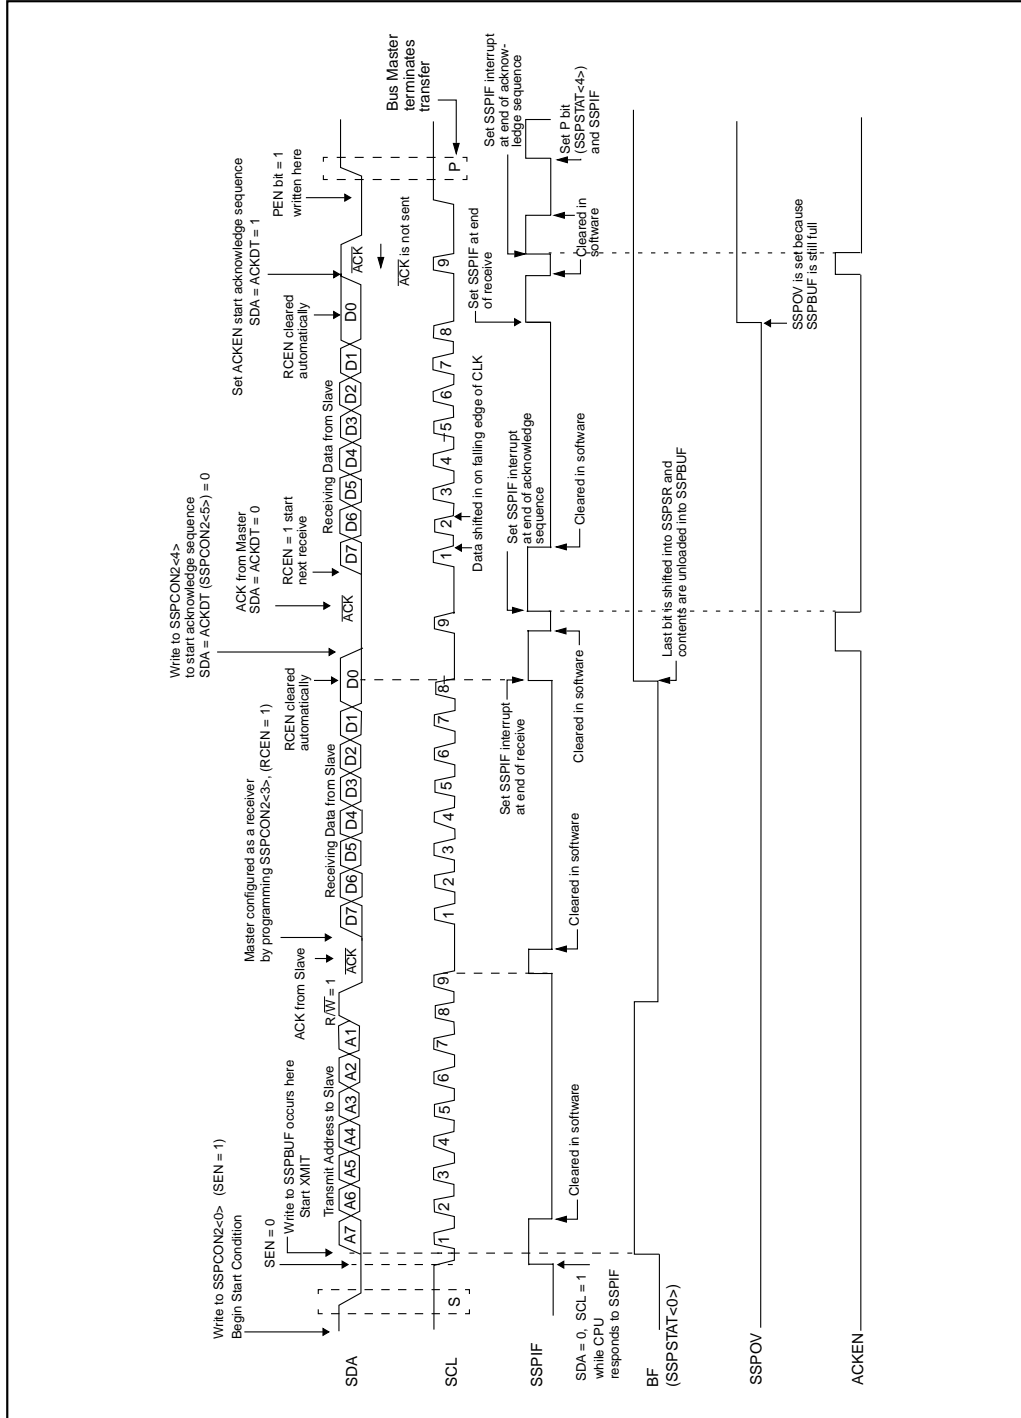 Write to SSPCON2<0> (SEN = 1)
Begin Start Condition
SEN = 0
Write to SSPBUF occurs here
Start XMIT
ACK from Slave
Master configured as a receiver
by programming SSPCON2<3>, (RCEN = 1)
RCEN cleared
automatically
Write to SSPCON2<4>
to start acknowledge sequence
SDA = ACKDT (SSPCON2<5>) = 0
ACK from Master
SDA = ACKDT = 0
RCEN = 1 start
next receive
RCEN cleared
automatically
Set ACKEN start acknowledge sequence
SDA = ACKDT = 1
PEN bit = 1
written here
Transmit Address to Slave
R/W = 1
Receiving Data from Slave
Receiving Data from Slave
SDA
A7 A6 A5 A4 A3 A2 A1
ACK
D7 D6 D5 D4 D3 D2 D1 D0
ACK
D7 D6 D5 D4 D3 D2 D1 D0
ACK
ACK is not sent
Bus Master
terminates
transfer
SCL
S
1 2 3 4 5 6 7 8 9
1 2 3 4 5 6 7 8 9
1 2 3 4 5 6 7 8 9
P
Data shifted in on falling edge of CLK
Set SSPIF interrupt
at end of receive
Set SSPIF interrupt
at end of acknowledge
sequence
Set SSPIF at end
of receive
Set SSPIF interrupt
at end of acknow-
ledge sequence
SSPIF
SDA = 0, SCL = 1
while CPU
responds to SSPIF
Cleared in software
Cleared in software
Cleared in software
Cleared in software
Cleared in
software
Set P bit
(SSPSTAT<4>)
and SSPIF
BF
(SSPSTAT<0>)
Last bit is shifted into SSPSR and
contents are unloaded into SSPBUF
SSPOV
SSPOV is set because
SSPBUF is still full
ACKEN